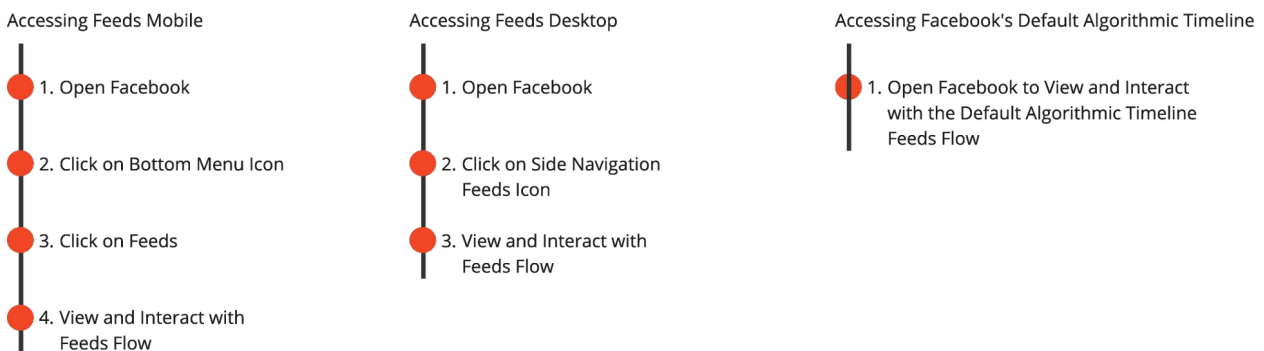 Accessing Feeds Mobile
1. Open Facebook
2. Click on Bottom Menu Icon
3. Click on Feeds
4. View and Interact with
Feeds Flow
Accessing Feeds Desktop
1. Open Facebook
2. Click on Side Navigation
Feeds Icon
3. View and Interact with
Feeds Flow
Accessing Facebook's Default Algorithmic Timeline
1. Open Facebook to View and Interact
with the Default Algorithmic Timeline
Feeds Flow